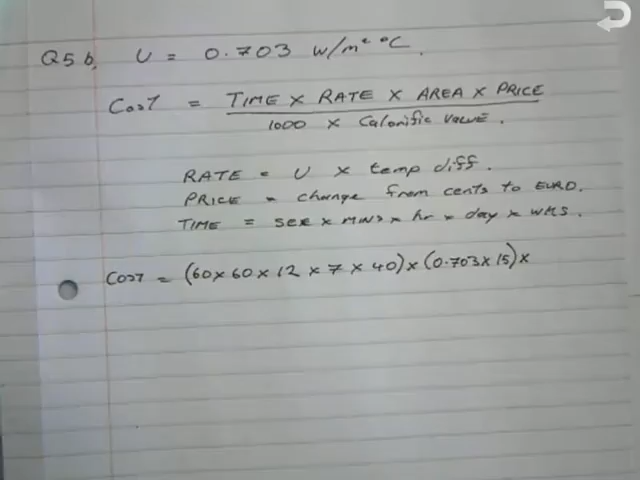 Q5 b. U = 0.703 W/m² °C.
Cost = TIME × RATE × AREA × PRICE
1000 × Calorific Value.
RATE = U × temp diff.
PRICE = change from cents to EURO.
TIME = sec × MINS × hr × day × WKS.
Cost = (60 × 60 × 12 × 7 × 40) × (0.703 × 15) ×